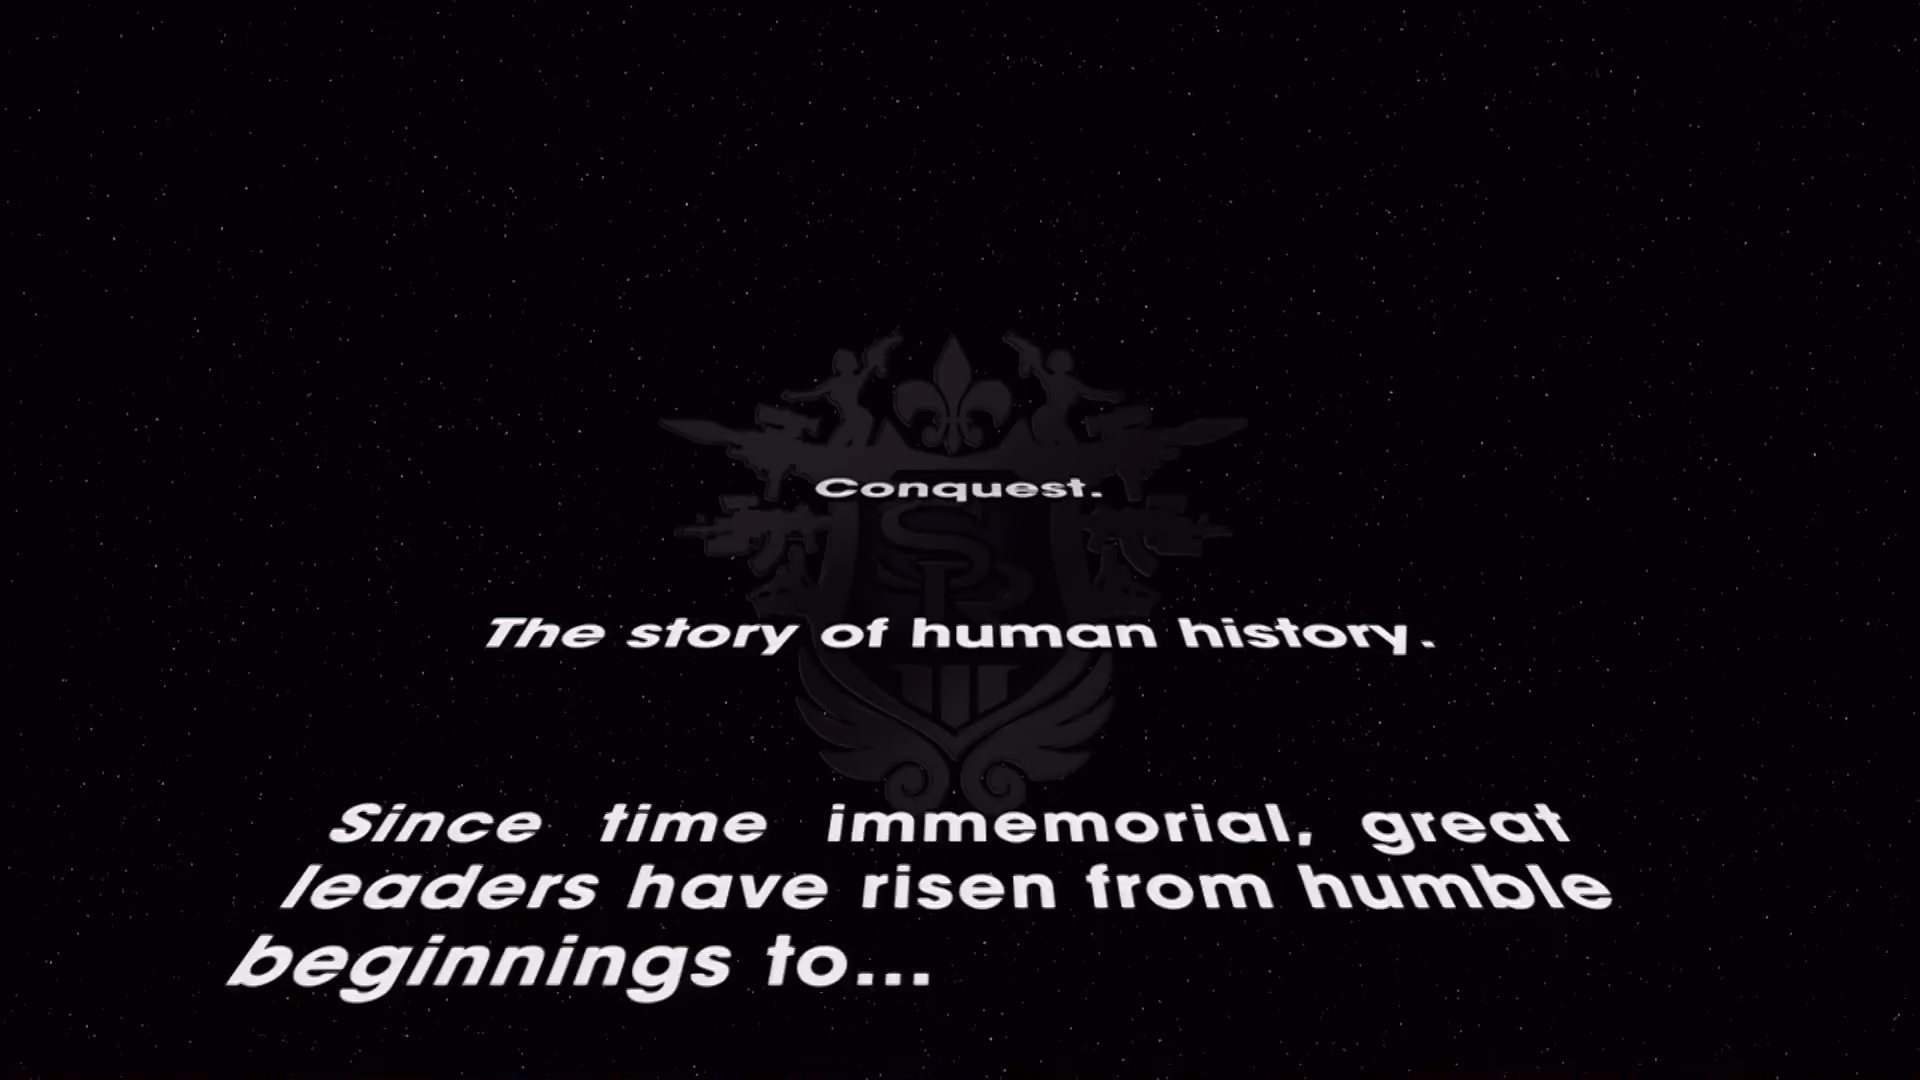 Conquest.
The story of human history.
Since time immemorial, great
leaders have risen from humble
beginnings to...